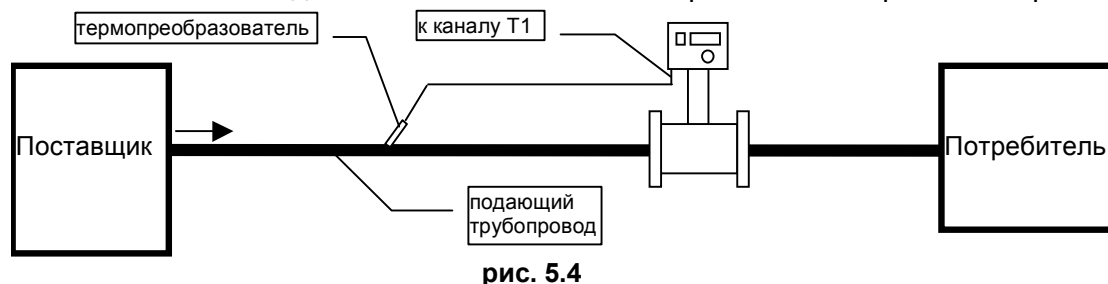 термопреобразователь
к каналу Т1
Поставщик
Потребитель
подающий
трубопровод
рис. 5.4